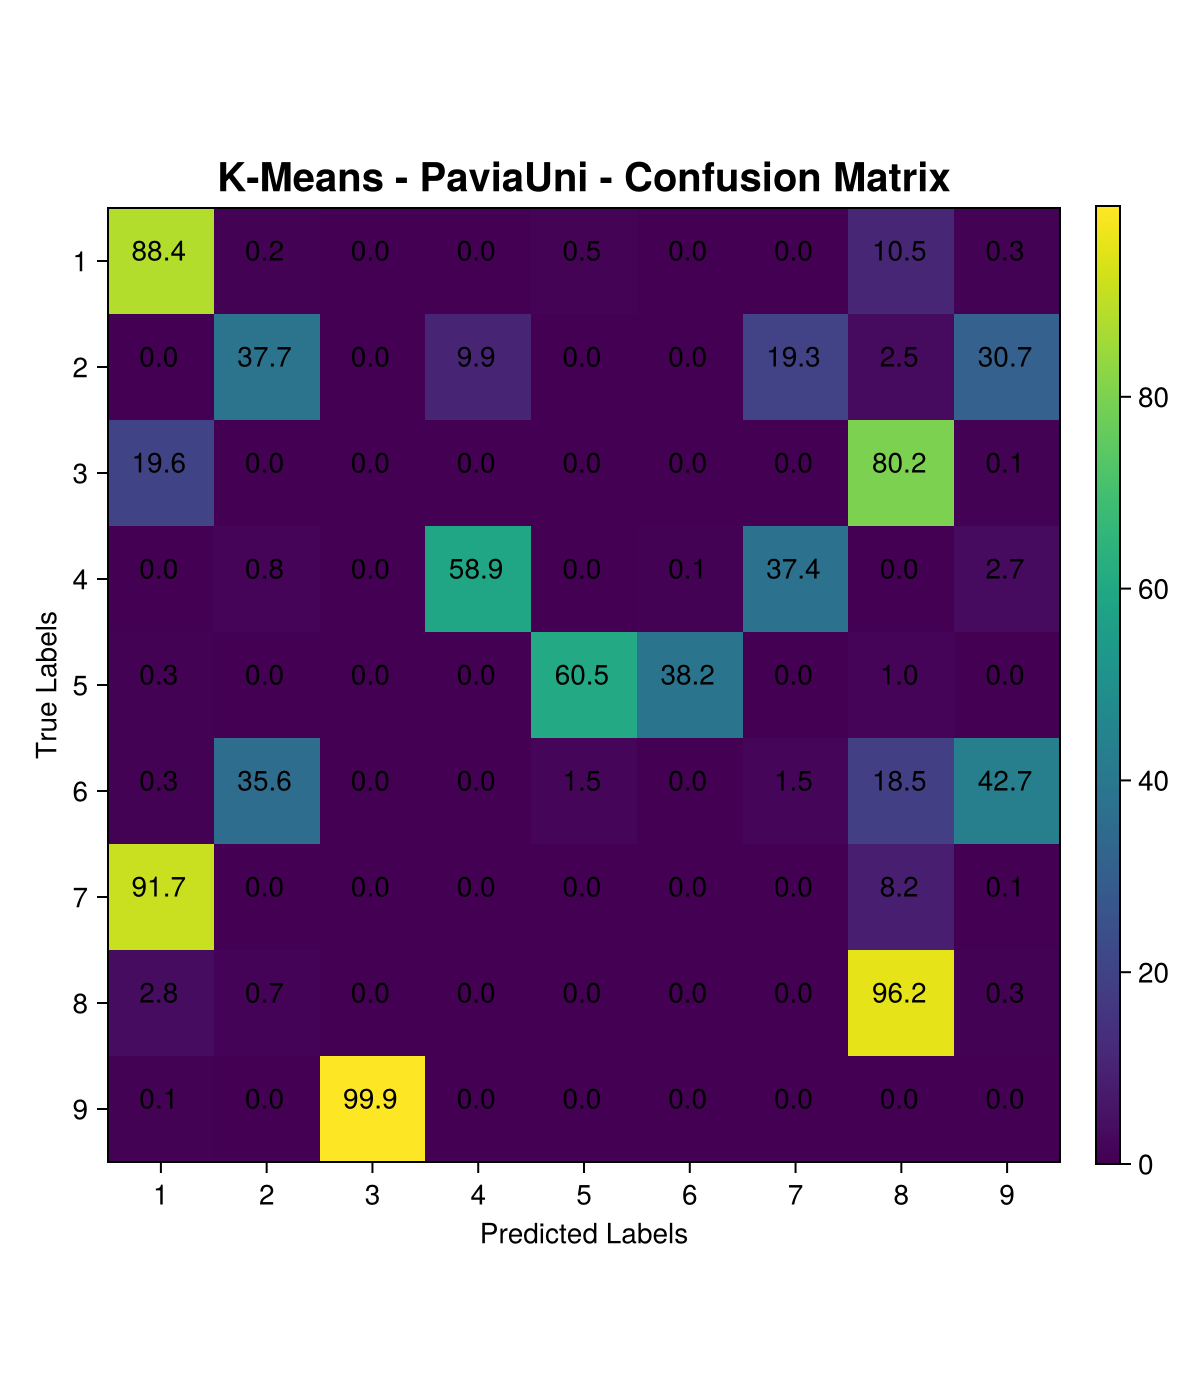 K-Means - PaviaUni - Confusion Matrix
1 88.4 0.2 0.0 0.0 0.5 0.0 0.0 10.5 0.3
2 0.0 37.7 0.0 9.9 0.0 0.0 19.3 2.5 30.7
3 19.6 0.0 0.0 0.0 0.0 0.0 0.0 80.2 0.1
4 0.0 0.8 0.0 58.9 0.0 0.1 37.4 0.0 2.7
5 0.3 0.0 0.0 0.0 60.5 38.2 0.0 1.0 0.0
6 0.3 35.6 0.0 0.0 1.5 0.0 1.5 18.5 42.7
7 91.7 0.0 0.0 0.0 0.0 0.0 0.0 8.2 0.1
8 2.8 0.7 0.0 0.0 0.0 0.0 0.0 96.2 0.3
9 0.1 0.0 99.9 0.0 0.0 0.0 0.0 0.0 0.0
1 2 3 4 5 6 7 8 9
Predicted Labels
True Labels
80
60
40
20
0